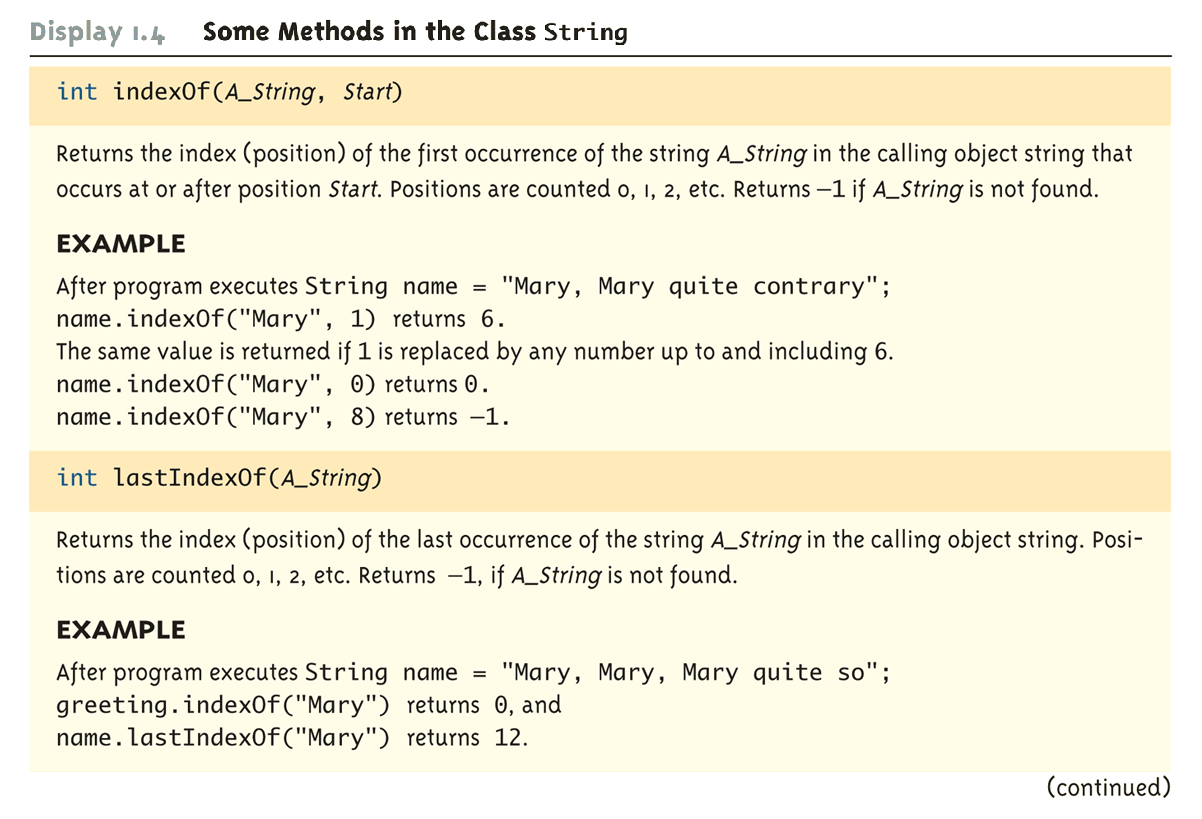 Display 1.4 Some Methods in the Class String
int indexOf(A_String, Start)
Returns the index (position) of the first occurrence of the string A_String in the calling object string that
occurs at or after position Start. Positions are counted 0, 1, 2, etc. Returns –1 if A_String is not found.
EXAMPLE
After program executes String name = "Mary, Mary quite contrary";
name.indexOf("Mary", 1) returns 6.
The same value is returned if 1 is replaced by any number up to and including 6.
name.indexOf("Mary", 0) returns 0.
name.indexOf("Mary", 8) returns –1.
int lastIndexOf(A_String)
Returns the index (position) of the last occurrence of the string A_String in the calling object string. Posi-
tions are counted 0, 1, 2, etc. Returns –1, if A_String is not found.
EXAMPLE
After program executes String name = "Mary, Mary, Mary quite so";
greeting.indexOf("Mary") returns 0, and
name.lastIndexOf("Mary") returns 12.
(continued)